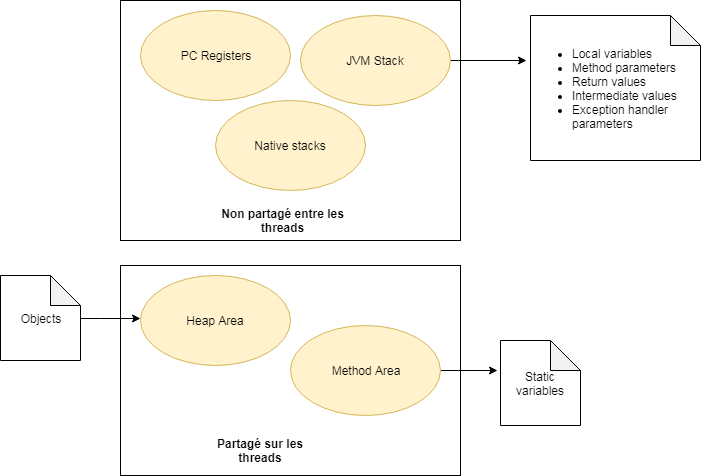 PC Registers
JVM Stack
Native stacks
Non partagé entre les
threads
Local variables
Method parameters
Return values
Intermediate values
Exception handler
parameters
Objects
Heap Area
Method Area
Partagé sur les
threads
Static
variables